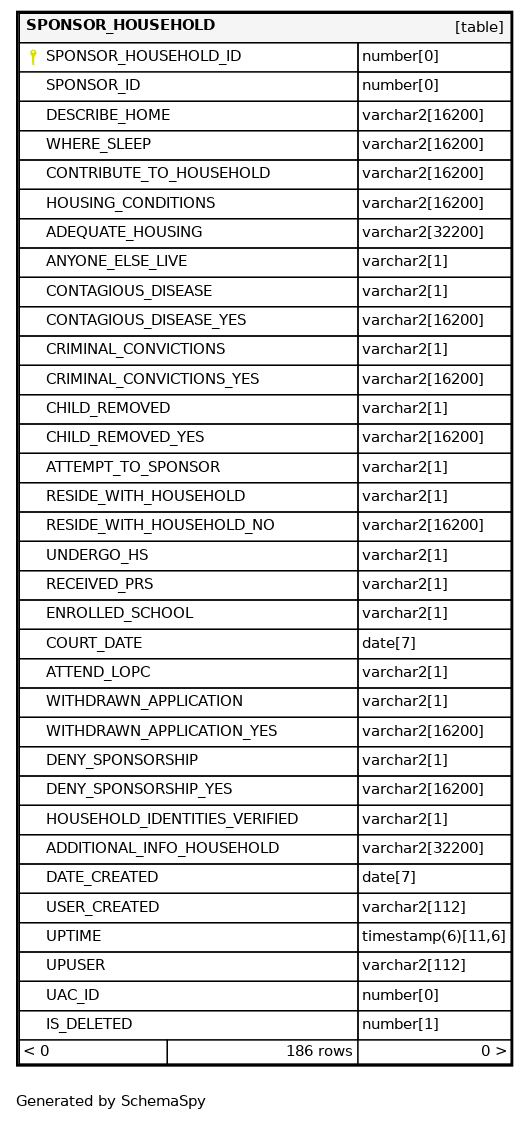 SPONSOR_HOUSEHOLD [table]
SPONSOR_HOUSEHOLD_ID number[0]
SPONSOR_ID number[0]
DESCRIBE_HOME varchar2[16200]
WHERE_SLEEP varchar2[16200]
CONTRIBUTE_TO_HOUSEHOLD varchar2[16200]
HOUSING_CONDITIONS varchar2[16200]
ADEQUATE_HOUSING varchar2[32200]
ANYONE_ELSE_LIVE varchar2[1]
CONTAGIOUS_DISEASE varchar2[1]
CONTAGIOUS_DISEASE_YES varchar2[16200]
CRIMINAL_CONVICTIONS varchar2[1]
CRIMINAL_CONVICTIONS_YES varchar2[16200]
CHILD_REMOVED varchar2[1]
CHILD_REMOVED_YES varchar2[16200]
ATTEMPT_TO_SPONSOR varchar2[1]
RESIDE_WITH_HOUSEHOLD varchar2[1]
RESIDE_WITH_HOUSEHOLD_NO varchar2[16200]
UNDERGO_HS varchar2[1]
RECEIVED_PRS varchar2[1]
ENROLLED_SCHOOL varchar2[1]
COURT_DATE date[7]
ATTEND_LOPC varchar2[1]
WITHDRAWN_APPLICATION varchar2[1]
WITHDRAWN_APPLICATION_YES varchar2[16200]
DENY_SPONSORSHIP varchar2[1]
DENY_SPONSORSHIP_YES varchar2[16200]
HOUSEHOLD_IDENTITIES_VERIFIED varchar2[1]
ADDITIONAL_INFO_HOUSEHOLD varchar2[32200]
DATE_CREATED date[7]
USER_CREATED varchar2[112]
UPTIME timestamp(6)[11,6]
UPUSER varchar2[112]
UAC_ID number[0]
IS_DELETED number[1]
< 0 186 rows 0 >
Generated by SchemaSpy